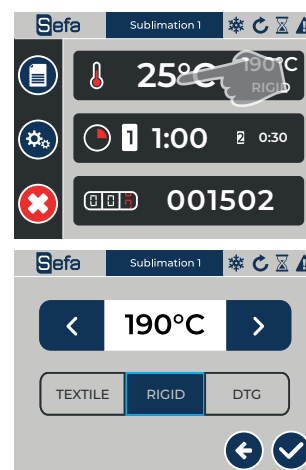 Sefa Sublimation 1
25°C 190°C
RIGID
1 1:00 2 0:30
001502
Sefa Sublimation 1
190°C
TEXTILE RIGID DTG